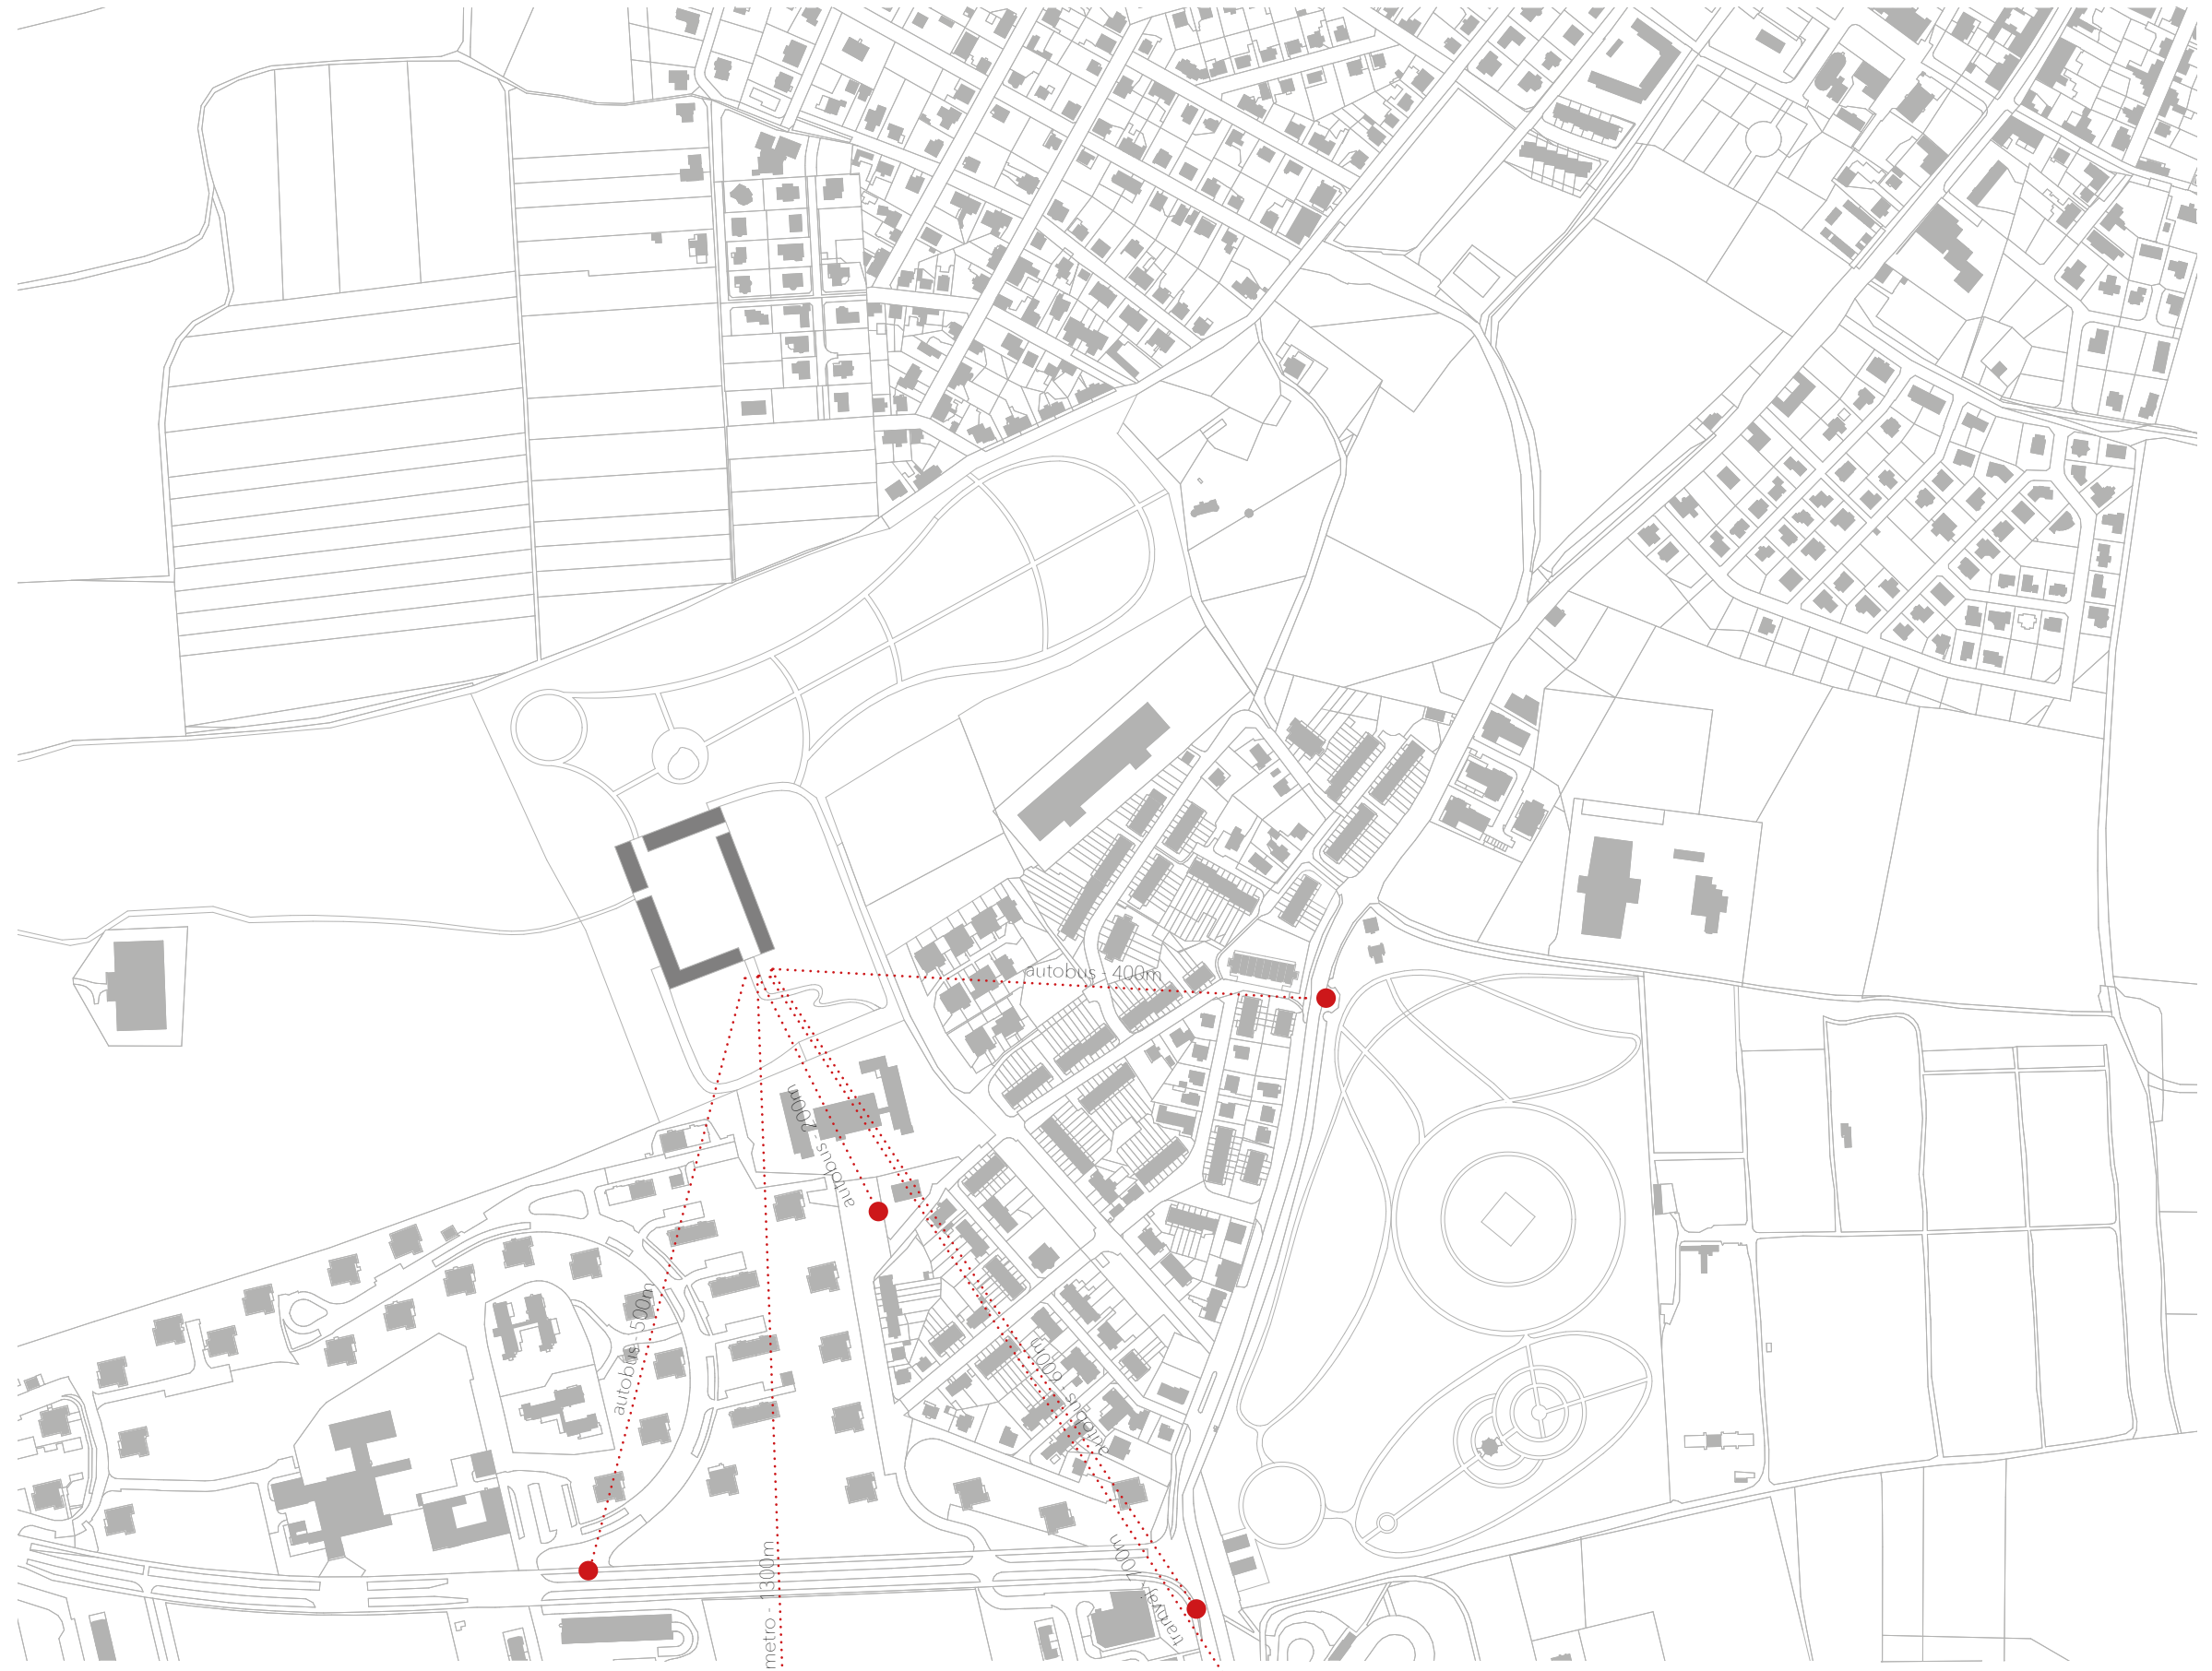 autobus - 400m
autobus - 200m
autobus - 500m
autobus - 600m
metro - 1300m
tramvaj - 700m